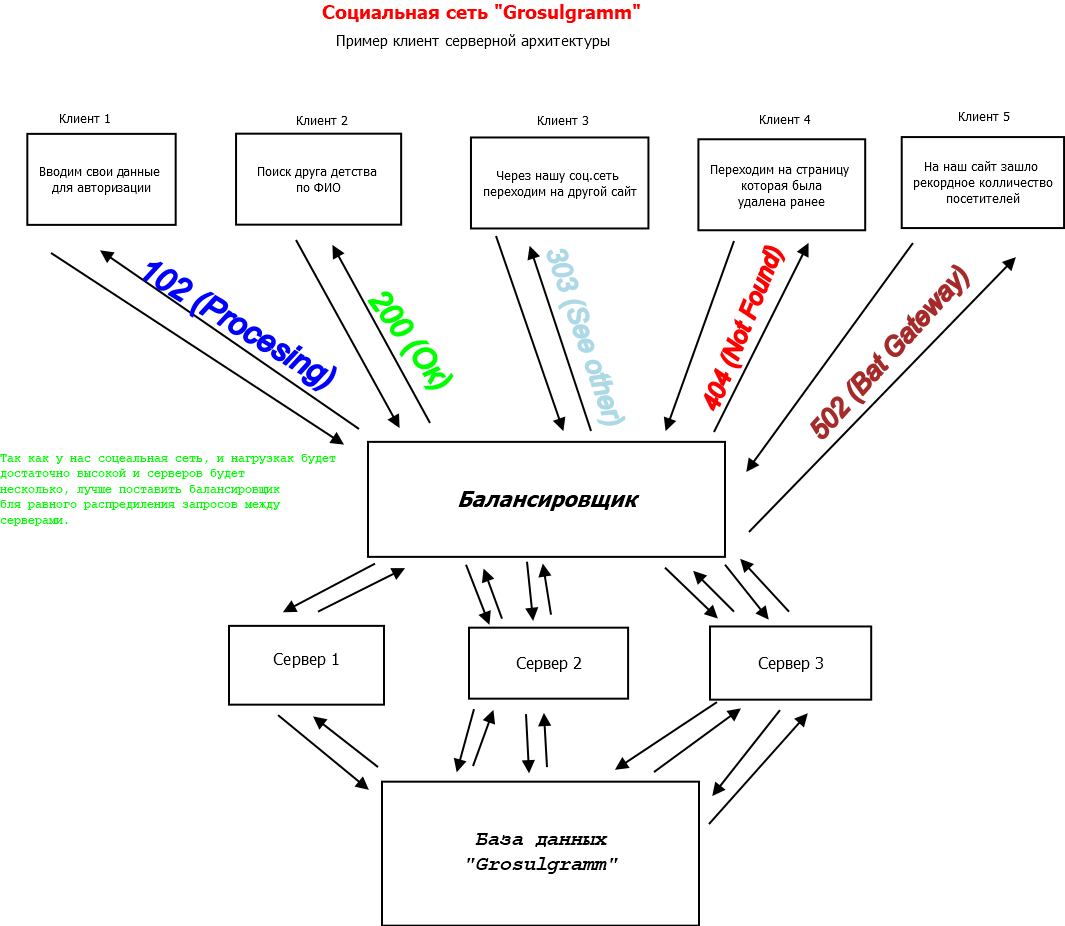 Социальная сеть "Grosulgramm"
Пример клиент серверной архитектуры
Клиент 1
Вводим свои данные
для авторизации
Клиент 2
Поиск друга детства
по ФИО
Клиент 3
Через нашу соц.сеть
переходим на другой сайт
Клиент 4
Переходим на страницу
которая была
удалена ранее
Клиент 5
На наш сайт зашло
рекордное колличество
посетителей
102 (Procesing)
200 (Ок)
303 (See other)
404 (Not Found)
502 (Bat Gateway)
Так как у нас социальная сеть, и нагрузкак будет
достаточно высокой и серверов будет
несколько, лучше поставить балансировщик
бля равного распредиления запросов между
серверами.
Балансировщик
Сервер 1
Сервер 2
Сервер 3
База данных
"Grosulgramm"